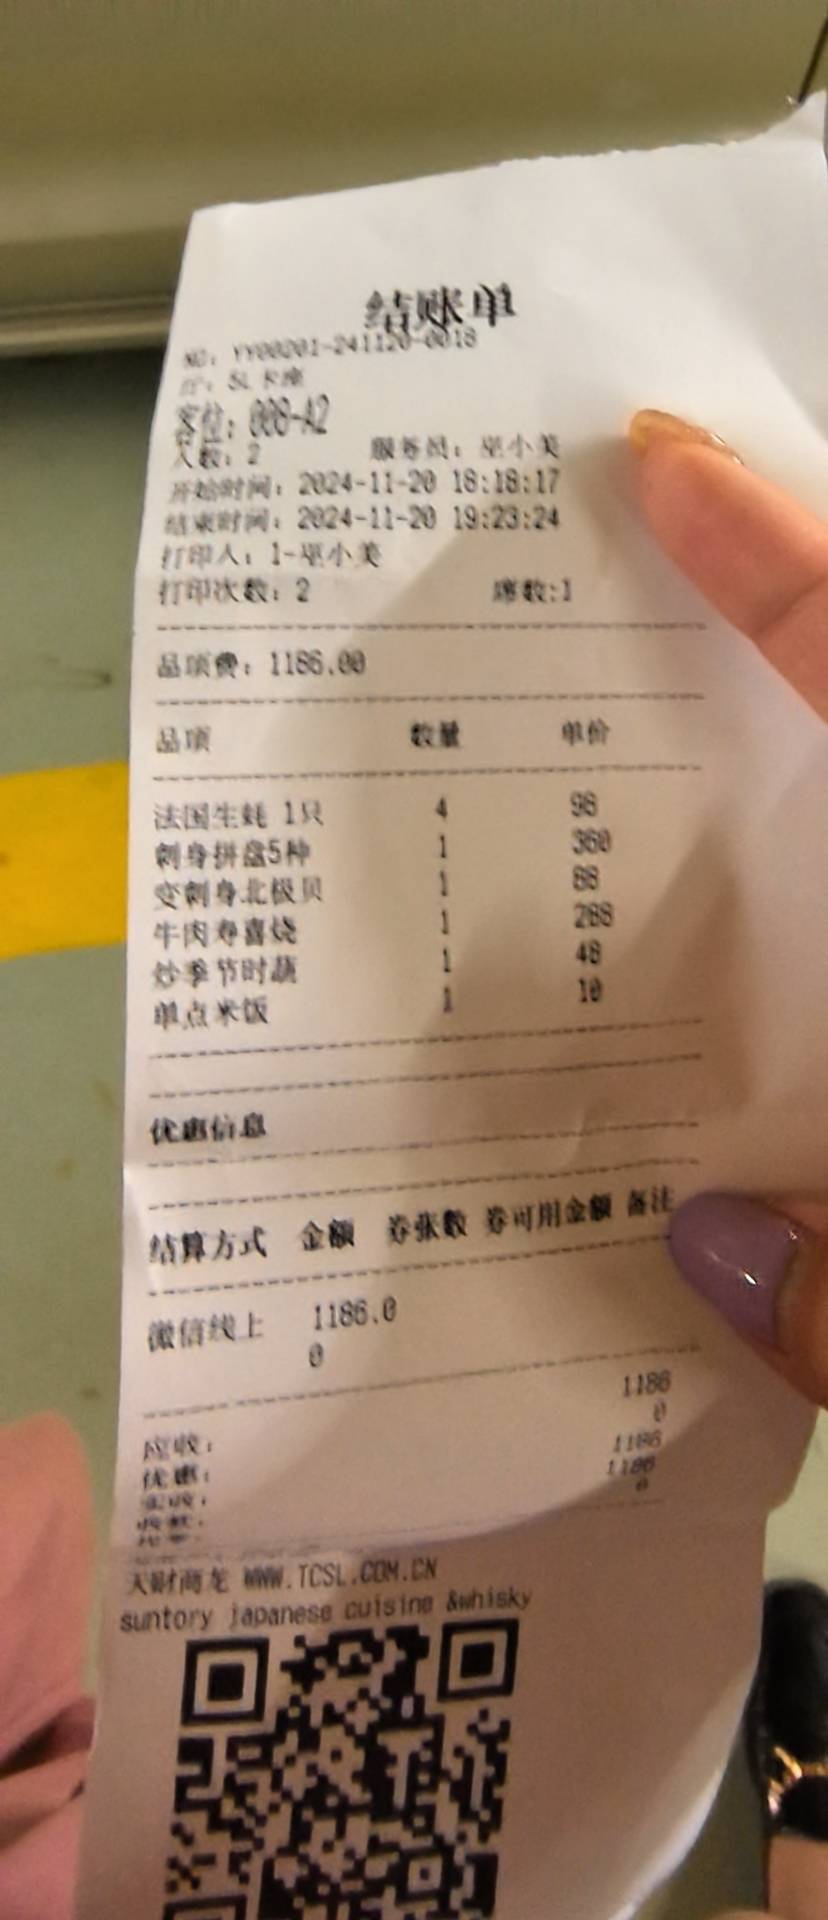 结账单
NO: YY00201-241120-0018
厅: 5L卡座
客位: 008-A2
人数: 2 服务员: 巫小美
开始时间: 2024-11-20 18:18:17
结束时间: 2024-11-20 19:23:24
打印人: 1-巫小美
打印次数: 2 席数:1
品项费: 1186.00
品项 数量 单价
法国生蚝 1只 4 98
刺身拼盘5种 1 360
变刺身北极贝 1 88
牛肉寿喜烧 1 288
炒季节时蔬 1 48
单点米饭 1 10
优惠信息
结算方式 金额 券张数 券可用金额 备注
微信线上 1186.0
0
应收: 1186
优惠: 0
实收: 1186
收款: 1186
找零: 0
天财商龙 WWW.TCSL.COM.CN
suntory japanese cuisine &whisky